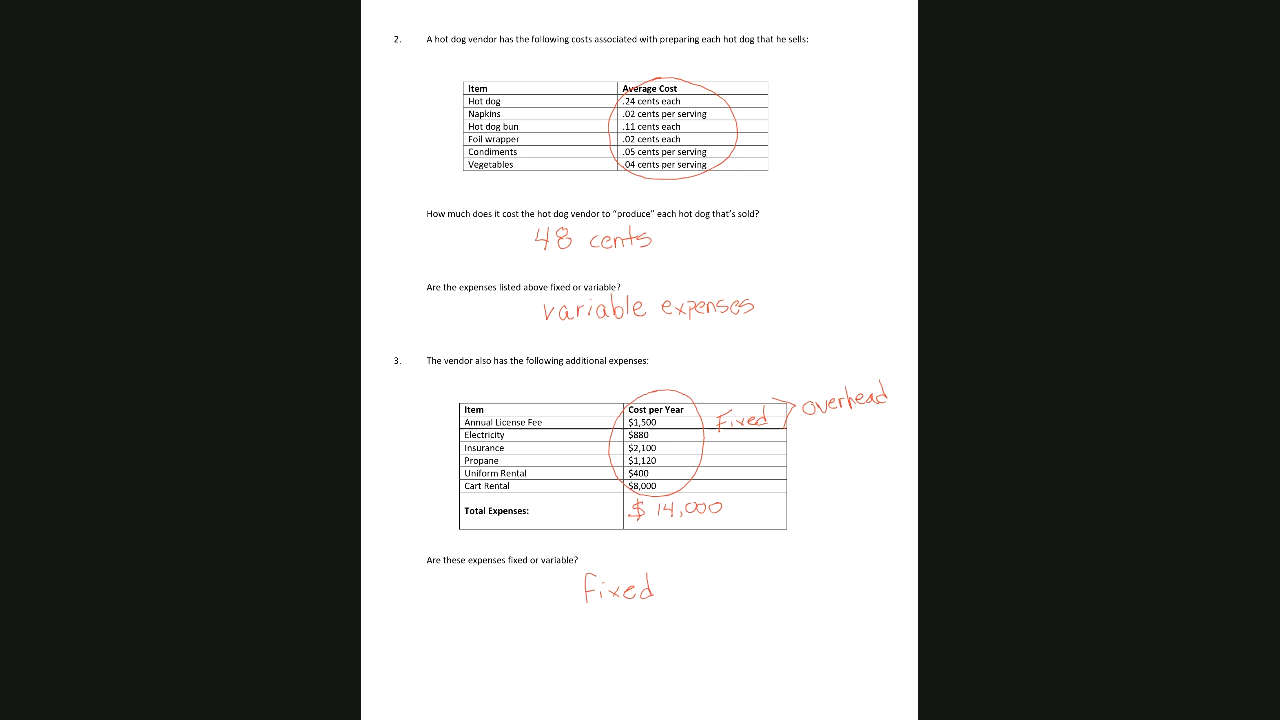 2. A hot dog vendor has the following costs associated with preparing each hot dog that he sells:
Item Average Cost
Hot dog .24 cents each
Napkins .02 cents per serving
Hot dog bun .11 cents each
Foil wrapper .02 cents each
Condiments .05 cents per serving
Vegetables .04 cents per serving
How much does it cost the hot dog vendor to “produce” each hot dog that’s sold?
48 cents
Are the expenses listed above fixed or variable?
variable expenses
3. The vendor also has the following additional expenses:
Item Cost per Year Fixed overhead
Annual License Fee $1,500
Electricity $880
Insurance $2,100
Propane $1,120
Uniform Rental $400
Cart Rental $8,000
Total Expenses: $ 14,000
Are these expenses fixed or variable?
fixed